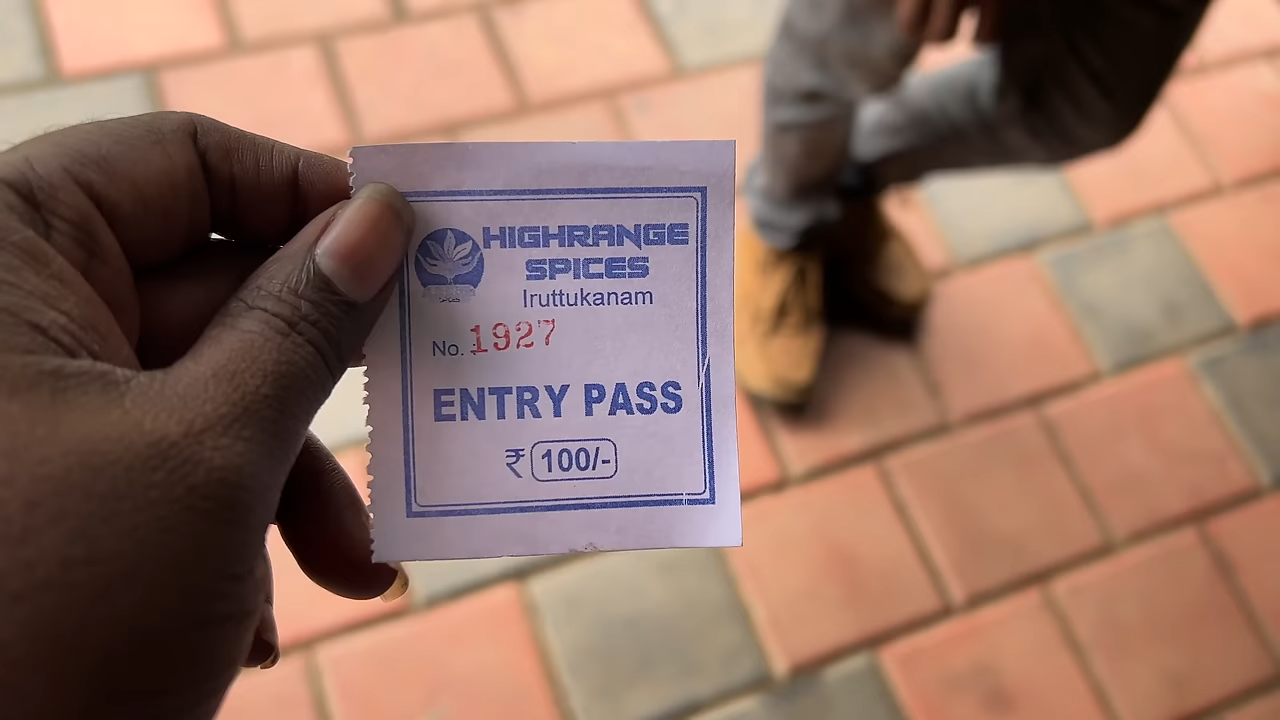 HIGHRANGE
SPICES
Iruttukanam
No. 1927
ENTRY PASS
₹ 100/-